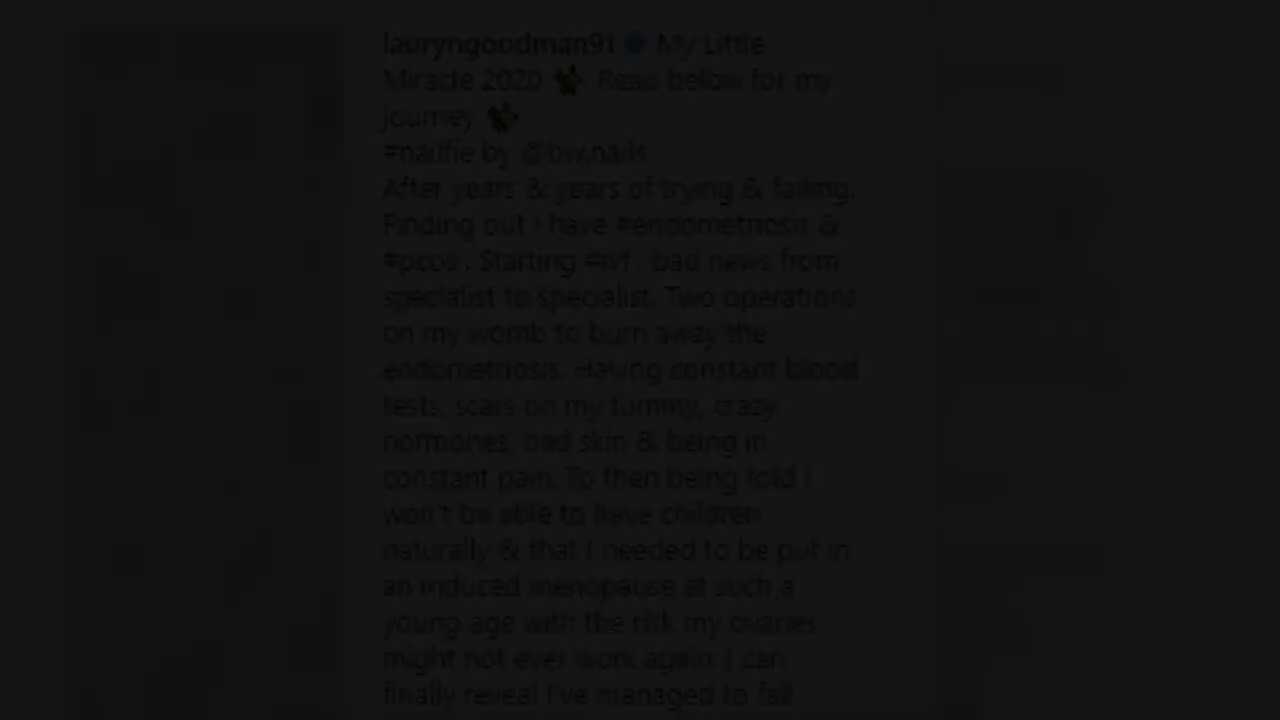 lauryngoodman91 My Little
Miracle 2020 Read below for my
journey
#nailfie by @bw.nails
After years & years of trying & failing.
Finding out I have #endometriosis &
#pcos . Starting #ivf . bad news from
specialist to specialist. Two operations
on my womb to burn away the
endometriosis. Having constant blood
tests, scars on my tummy, crazy
hormones, bad skin & being in
constant pain. To then being told I
won't be able to have children
naturally & that I needed to be put in
an induced menopause at such a
young age with the risk my ovaries
might not ever work again. I can
finally reveal I've managed to fall